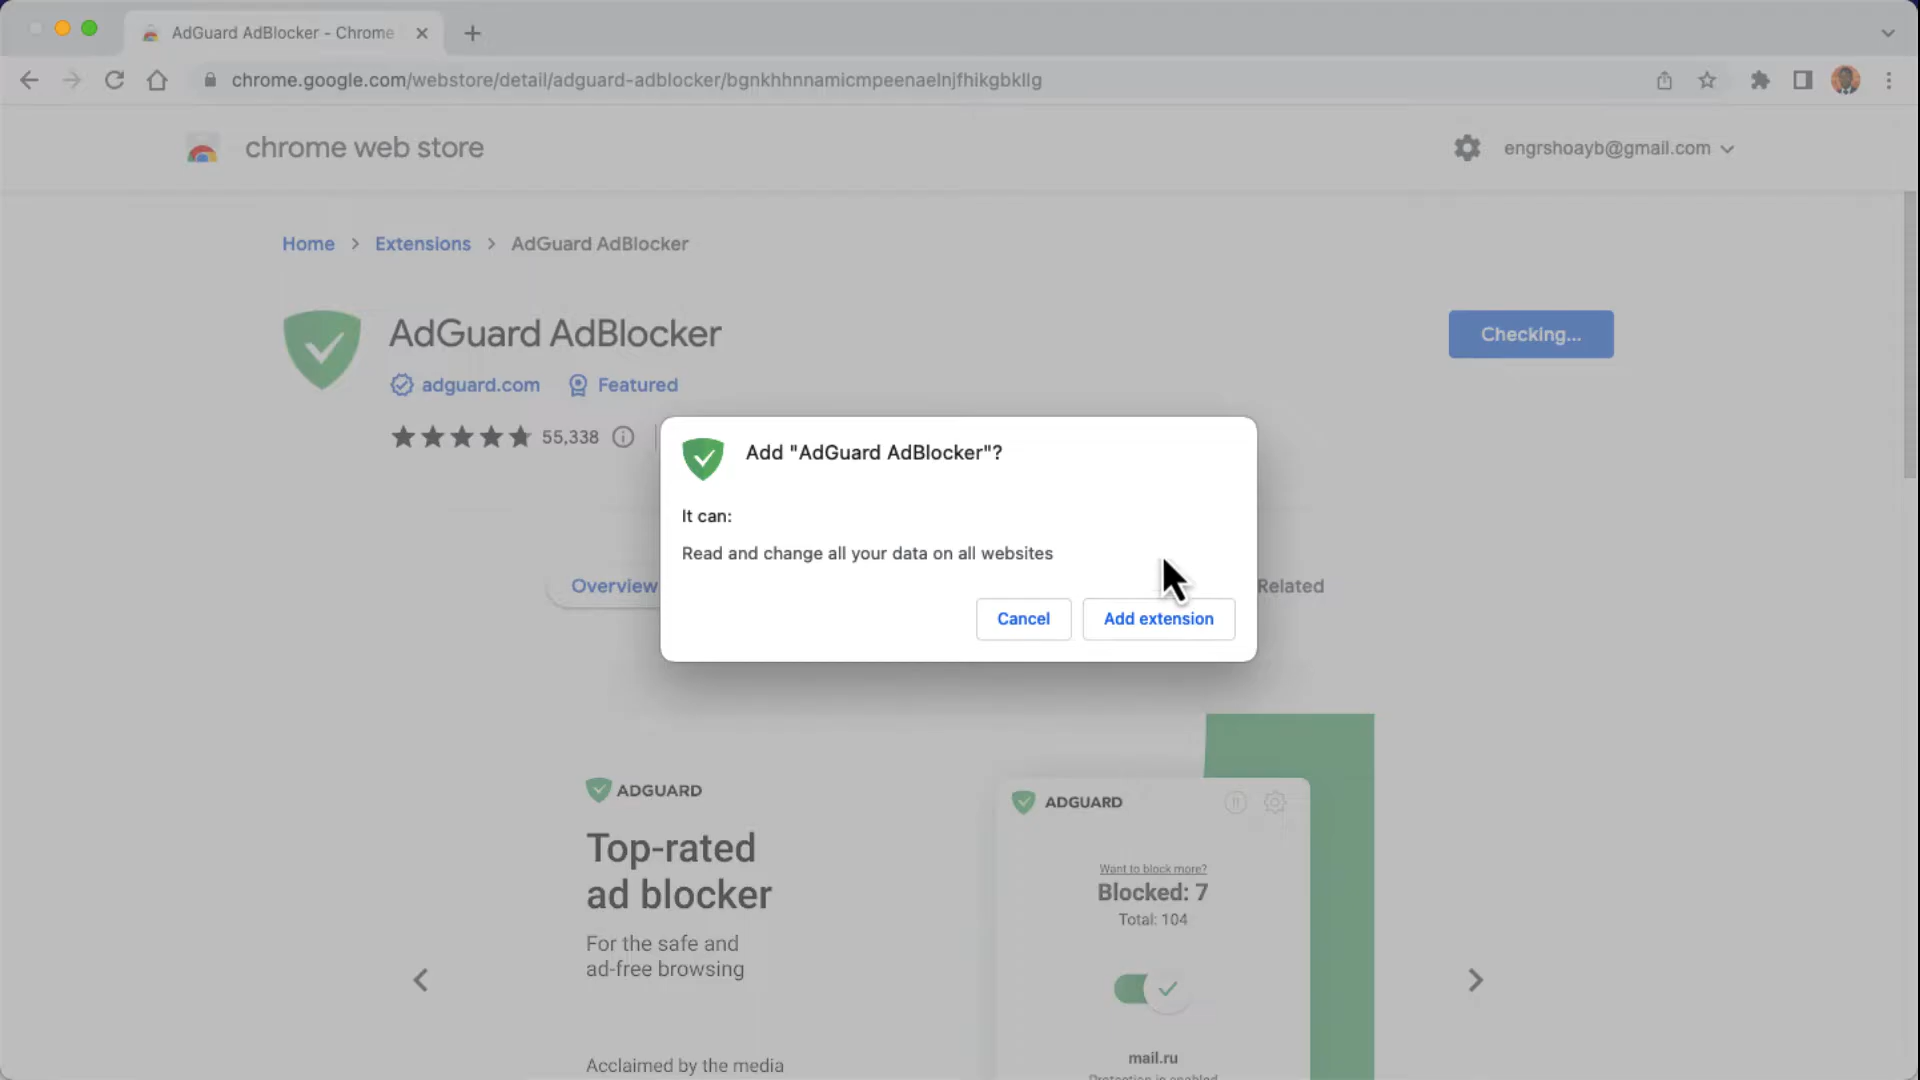 AdGuard AdBlocker - Chrome
chrome.google.com/webstore/detail/adguard-adblocker/bgnkhhnnamicmpeenaelnjfhikgbkllg
chrome web store
engrshoayb@gmail.com
Home > Extensions > AdGuard AdBlocker
AdGuard AdBlocker
Checking...
adguard.com Featured
55,338
Add "AdGuard AdBlocker"?
It can:
Read and change all your data on all websites
Overview
Related
Cancel
Add extension
ADGUARD
Top-rated
ad blocker
For the safe and
ad-free browsing
Acclaimed by the media
ADGUARD
Want to block more?
Blocked: 7
Total: 104
mail.ru
Protection is enabled